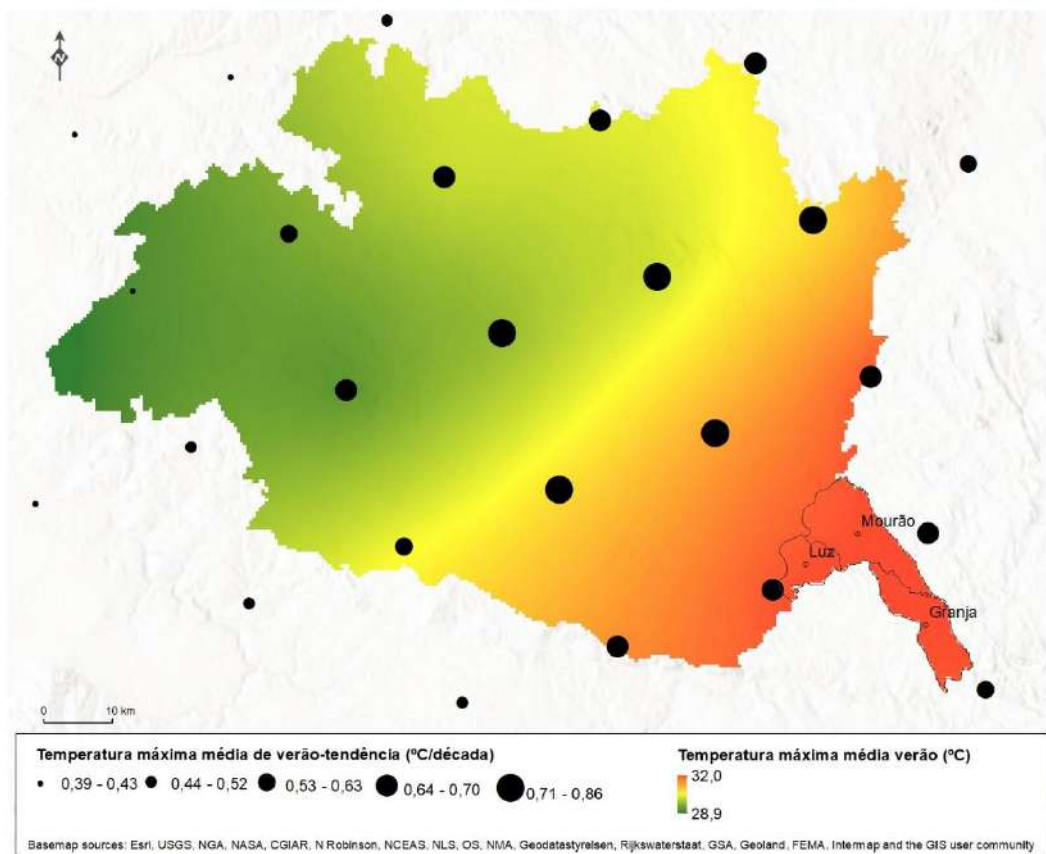 N
Mourão
Luz
Granja
0 10 km
Temperatura máxima média de verão-tendência (ºC/década)
0,39 - 0,43 0,44 - 0,52 0,53 - 0,63 0,64 - 0,70 0,71 - 0,86
Temperatura máxima média verão (ºC)
32,0
28,9
Basemap sources: Esri, USGS, NGA, NASA, CGIAR, N Robinson, NCEAS, NLS, OS, NMA, Geodatastyrelsen, Rijkswaterstaat, GSA, Geoland, FEMA, Intermap and the GIS user community